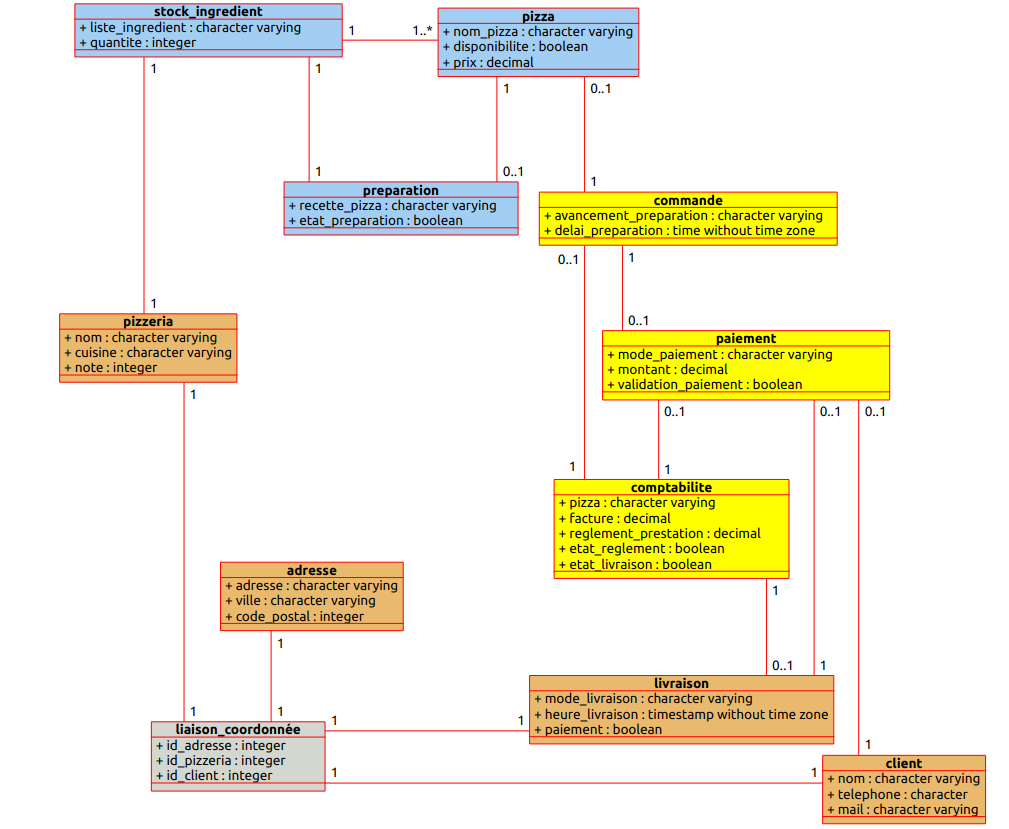 stock_ingredient
+ liste_ingredient : character varying
+ quantite : integer
1
1..*
pizza
+ nom_pizza : character varying
+ disponibilite : boolean
+ prix : decimal
1
1
1
0..1
1
0..1
1
preparation
+ recette_pizza : character varying
+ etat_preparation : boolean
commande
+ avancement_preparation : character varying
+ delai_preparation : time without time zone
0..1
1
1
0..1
pizzeria
+ nom : character varying
+ cuisine : character varying
+ note : integer
1
paiement
+ mode_paiement : character varying
+ montant : decimal
+ validation_paiement : boolean
0..1
0..1
0..1
1
1
comptabilite
+ pizza : character varying
+ facture : decimal
+ reglement_prestation : decimal
+ etat_reglement : boolean
+ etat_livraison : boolean
1
adresse
+ adresse : character varying
+ ville : character varying
+ code_postal : integer
1
0..1
1
livraison
+ mode_livraison : character varying
+ heure_livraison : timestamp without time zone
+ paiement : boolean
1
1
liaison_coordonnée
+ id_adresse : integer
+ id_pizzeria : integer
+ id_client : integer
1
1
1
1
1
client
+ nom : character varying
+ telephone : character
+ mail : character varying